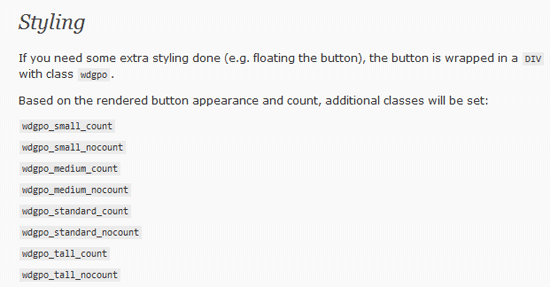 Styling
If you need some extra styling done (e.g. floating the button), the button is wrapped in a DIV
with class wdgpo.
Based on the rendered button appearance and count, additional classes will be set:
wdgpo_small_count
wdgpo_small_nocount
wdgpo_medium_count
wdgpo_medium_nocount
wdgpo_standard_count
wdgpo_standard_nocount
wdgpo_tall_count
wdgpo_tall_nocount